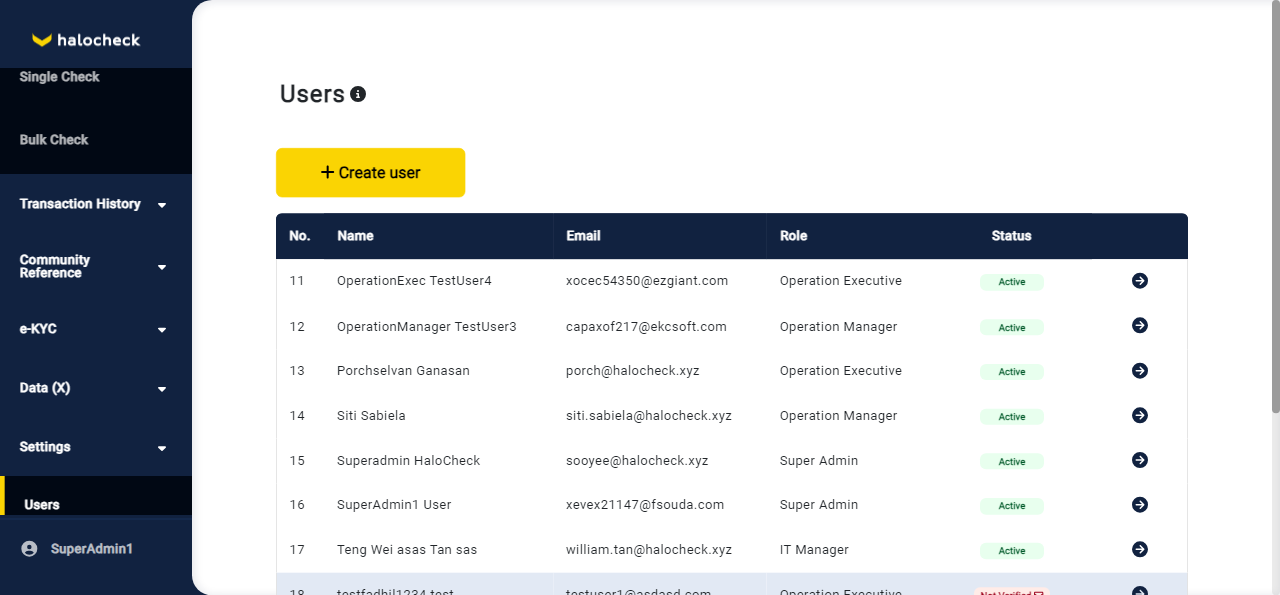 halocheck
Single Check
Bulk Check
Transaction History
Community
Reference
e-KYC
Data (X)
Settings
Users
SuperAdmin1
Users
+ Create user
No. Name Email Role Status
11 OperationExec TestUser4 xocec54350@ezgiant.com Operation Executive Active
12 OperationManager TestUser3 capaxof217@ekcsoft.com Operation Manager Active
13 Porchselvan Ganasan porch@halocheck.xyz Operation Executive Active
14 Siti Sabiela siti.sabiela@halocheck.xyz Operation Manager Active
15 Superadmin HaloCheck sooyee@halocheck.xyz Super Admin Active
16 SuperAdmin1 User xevex21147@fsouda.com Super Admin Active
17 Teng Wei asas Tan sas william.tan@halocheck.xyz IT Manager Active
18 testfadhil1234 test testuser1@asdasd.com Operation Executive Not Verified